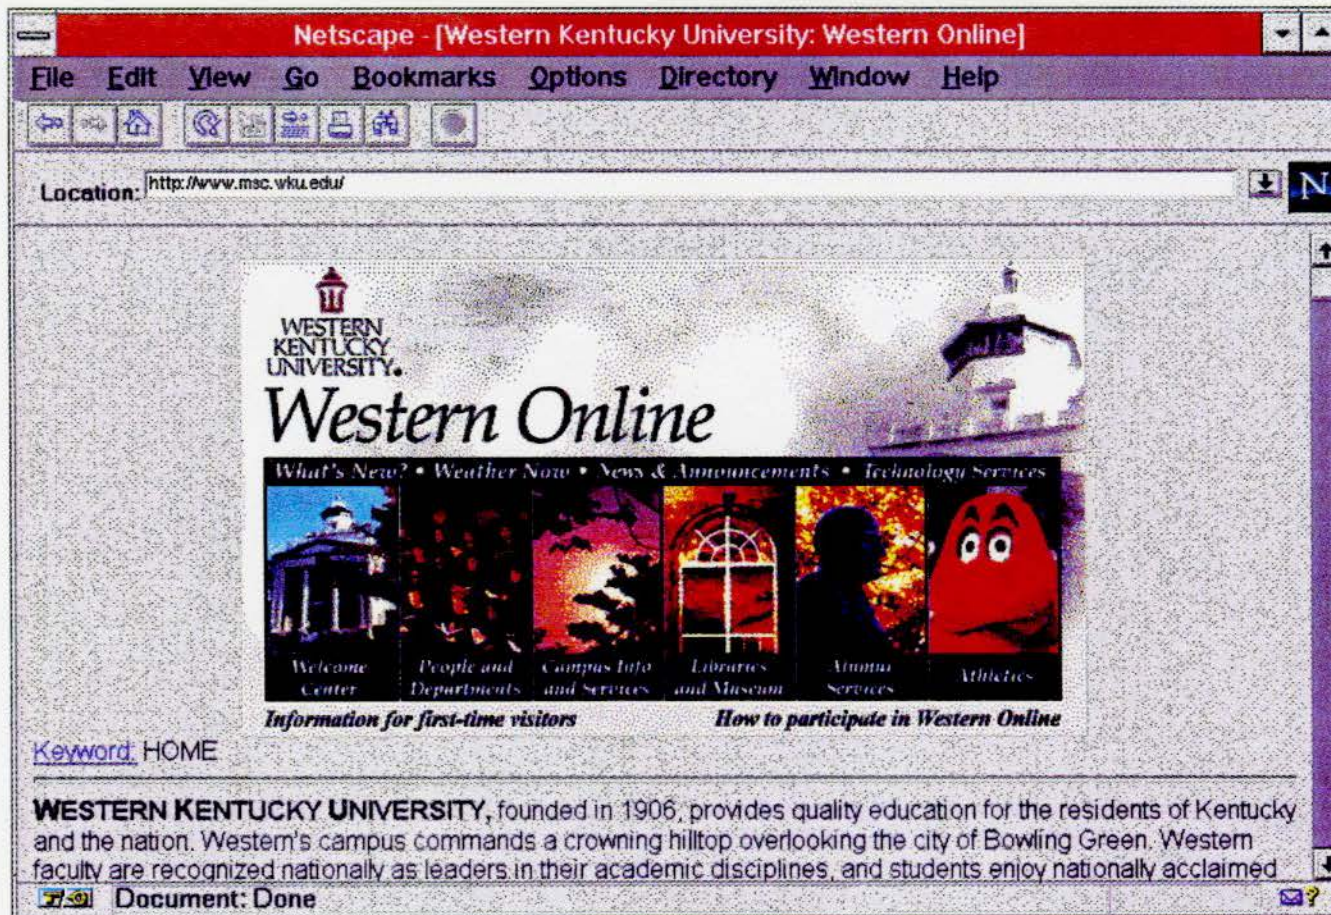 Netscape - [Western Kentucky University: Western Online]
File Edit View Go Bookmarks Options Directory Window Help
Location: http://www.msc.wku.edu/
N
WESTERN
KENTUCKY
UNIVERSITY.
Western Online
What's New? • Weather Now • News & Announcements • Technology Services
Welcome Center
People and Departments
Campus Info and Services
Libraries and Museum
Alumni Services
Athletics
Information for first-time visitors How to participate in Western Online
Keyword: HOME
WESTERN KENTUCKY UNIVERSITY, founded in 1906, provides quality education for the residents of Kentucky
and the nation. Western's campus commands a crowning hilltop overlooking the city of Bowling Green. Western
faculty are recognized nationally as leaders in their academic disciplines, and students enjoy nationally acclaimed
Document: Done